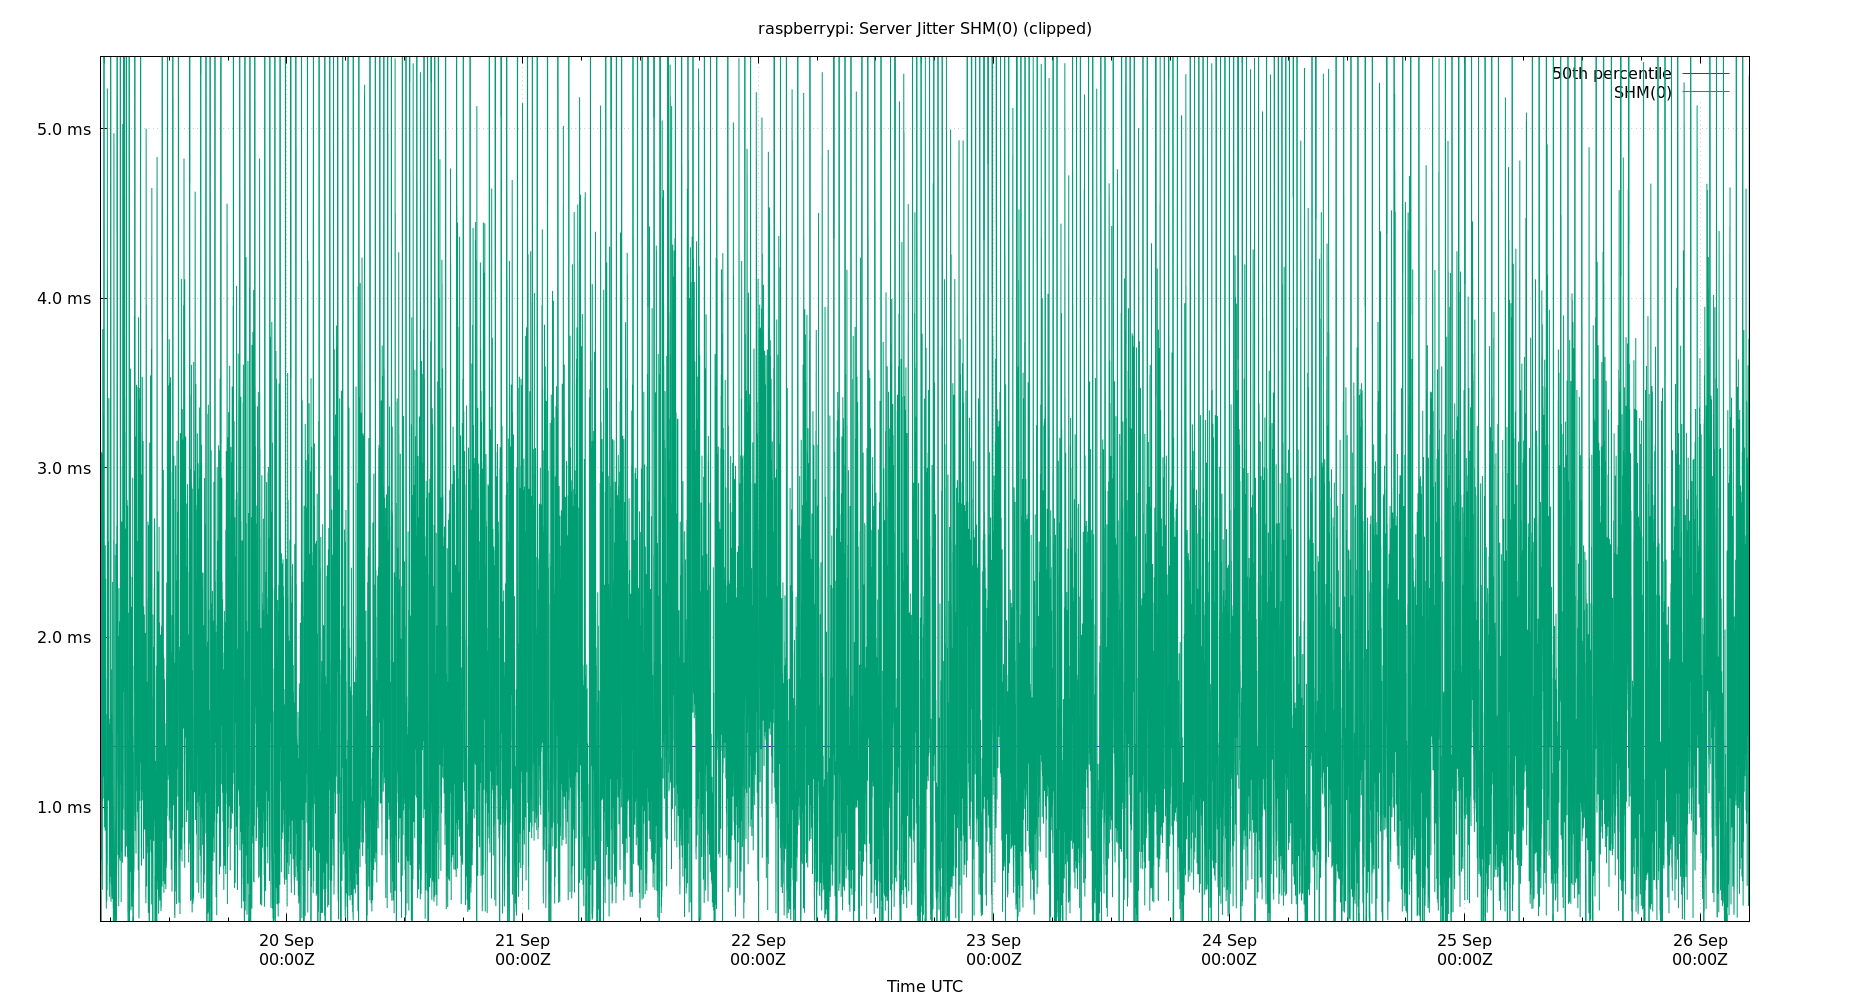 raspberrypi: Server Jitter SHM(0) (clipped)
50th percentile
SHM(0)
5.0 ms
4.0 ms
3.0 ms
2.0 ms
1.0 ms
20 Sep 21 Sep 22 Sep 23 Sep 24 Sep 25 Sep 26 Sep
00:00Z 00:00Z 00:00Z 00:00Z 00:00Z 00:00Z 00:00Z
Time UTC